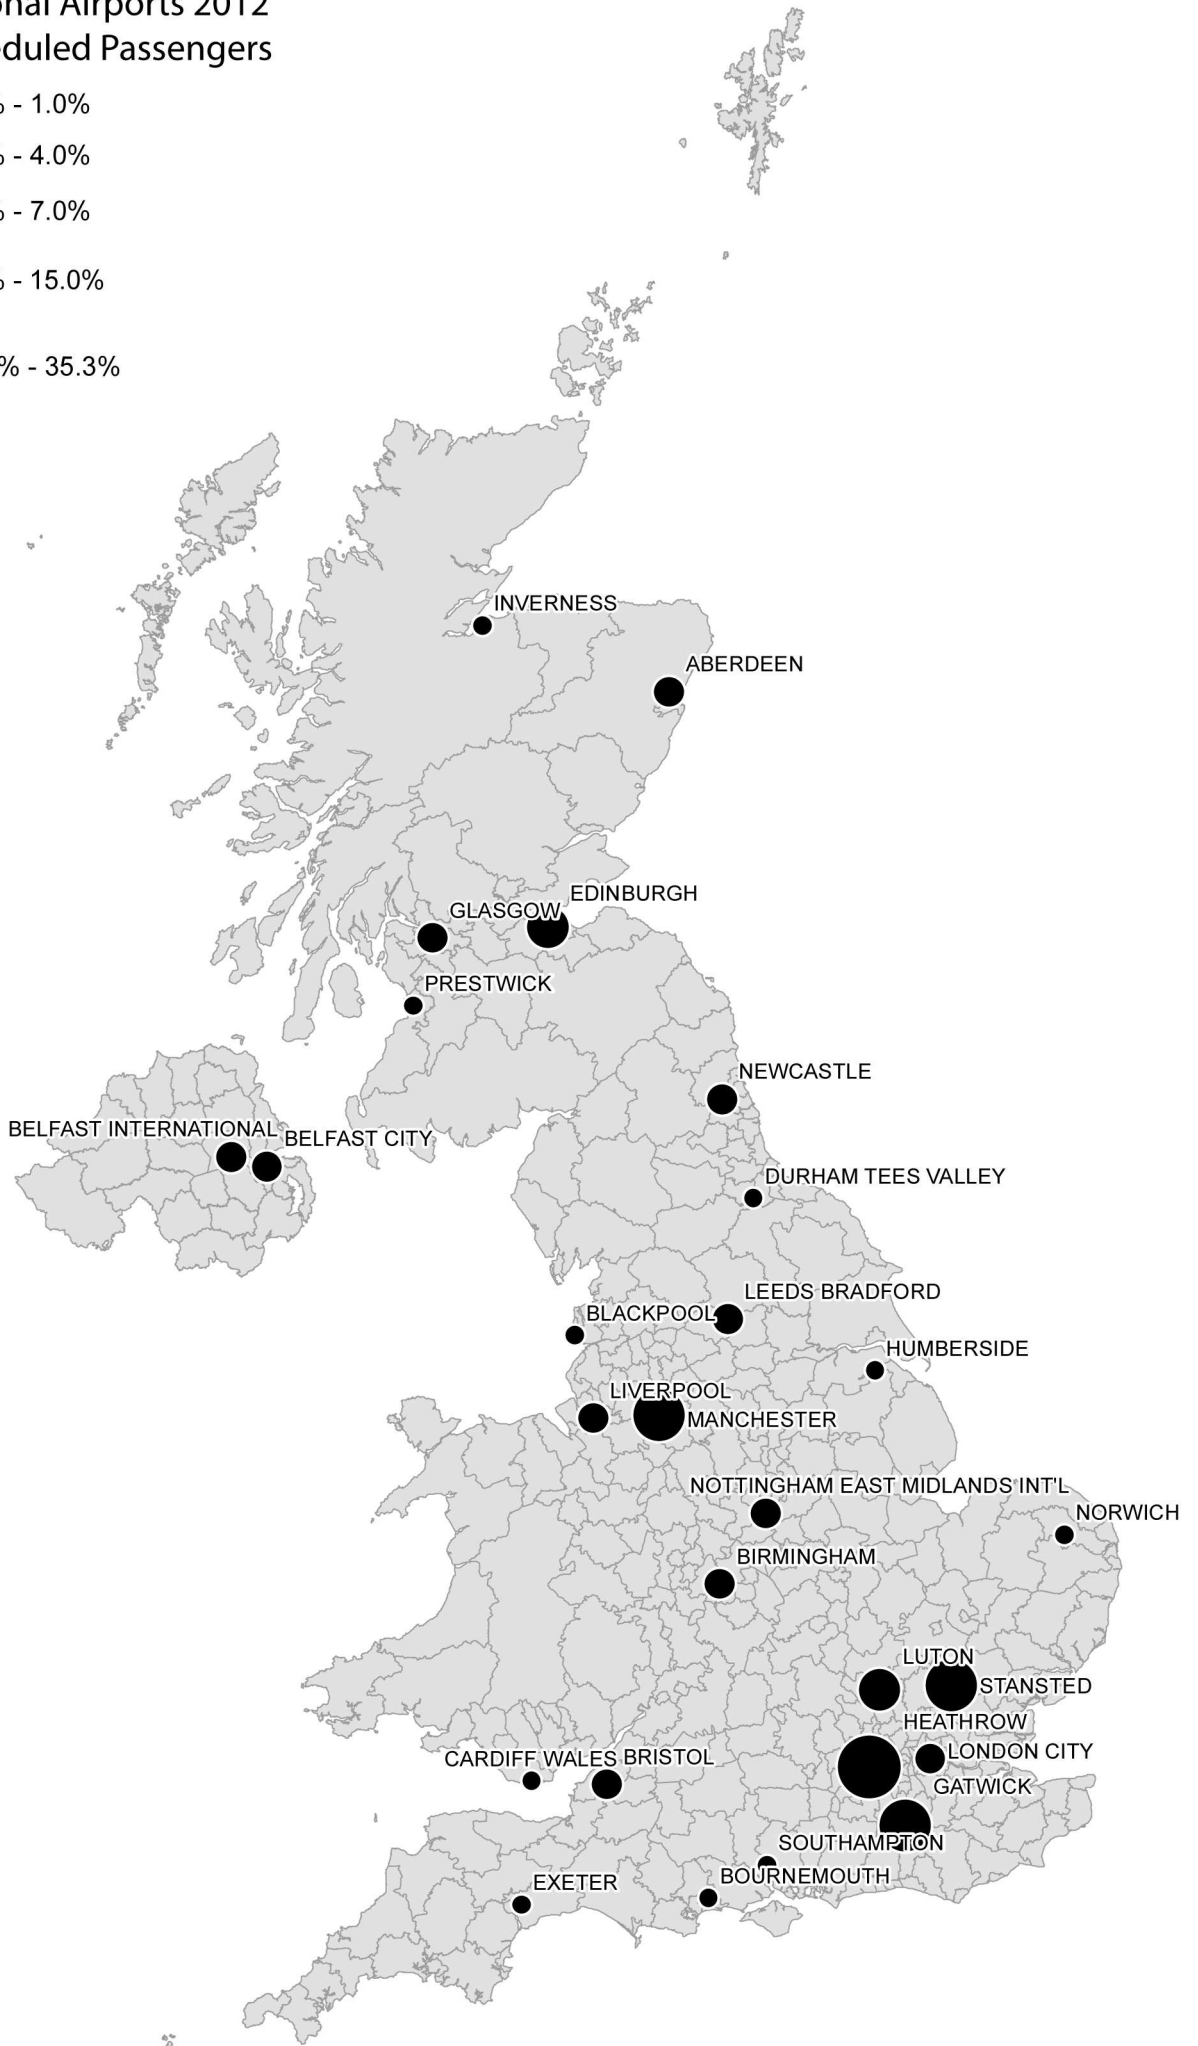 Airports 2012
Passengers
- 1.0%
- 4.0%
- 7.0%
- 15.0%
% - 35.3%
INVERNESS
ABERDEEN
EDINBURGH
GLASGOW
PRESTWICK
NEWCASTLE
BELFAST INTERNATIONAL
BELFAST CITY
DURHAM TEES VALLEY
LEEDS BRADFORD
BLACKPOOL
HUMBERSIDE
LIVERPOOL
MANCHESTER
NOTTINGHAM EAST MIDLANDS INT'L
NORWICH
BIRMINGHAM
LUTON
STANSTED
HEATHROW
LONDON CITY
CARDIFF WALES
BRISTOL
GATWICK
SOUTHAMPTON
BOURNEMOUTH
EXETER